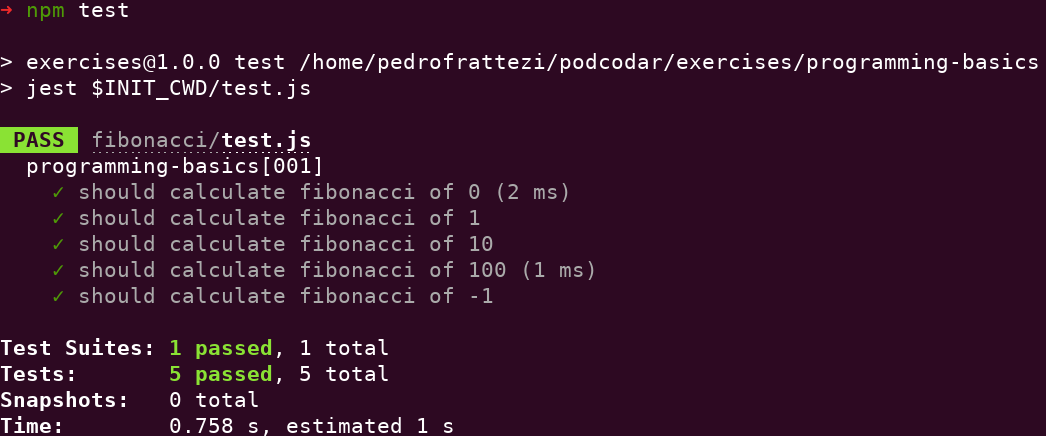 ➜ npm test
> exercises@1.0.0 test /home/pedrofrattezi/podcodar/exercises/programming-basics
> jest $INIT_CWD/test.js
PASS fibonacci/test.js
programming-basics[001]
✓ should calculate fibonacci of 0 (2 ms)
✓ should calculate fibonacci of 1
✓ should calculate fibonacci of 10
✓ should calculate fibonacci of 100 (1 ms)
✓ should calculate fibonacci of -1
Test Suites: 1 passed, 1 total
Tests: 5 passed, 5 total
Snapshots: 0 total
Time: 0.758 s, estimated 1 s